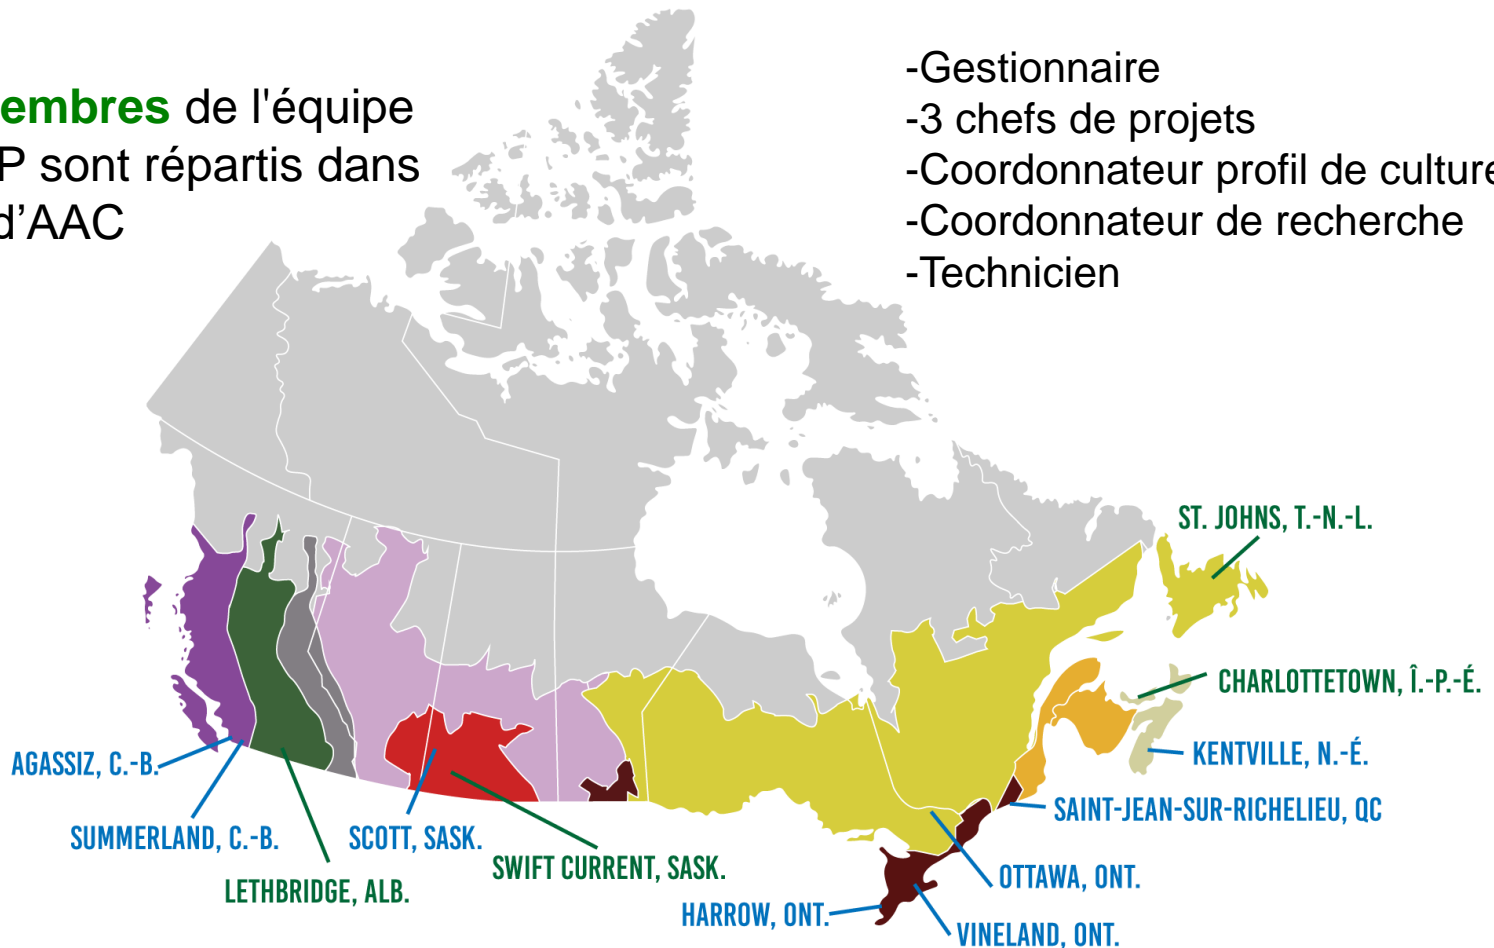 embres de l'équipe
P sont répartis dans
d'AAC
-Gestionnaire
-3 chefs de projets
-Coordonnateur profil de culture
-Coordonnateur de recherche
-Technicien
ST. JOHNS, T.-N.-L.
CHARLOTTETOWN, Î.-P.-É.
KENTVILLE, N.-É.
SAINT-JEAN-SUR-RICHELIEU, QC
OTTAWA, ONT.
VINELAND, ONT.
HARROW, ONT.
SWIFT CURRENT, SASK.
SCOTT, SASK.
LETHBRIDGE, ALB.
SUMMERLAND, C.-B.
AGASSIZ, C.-B.